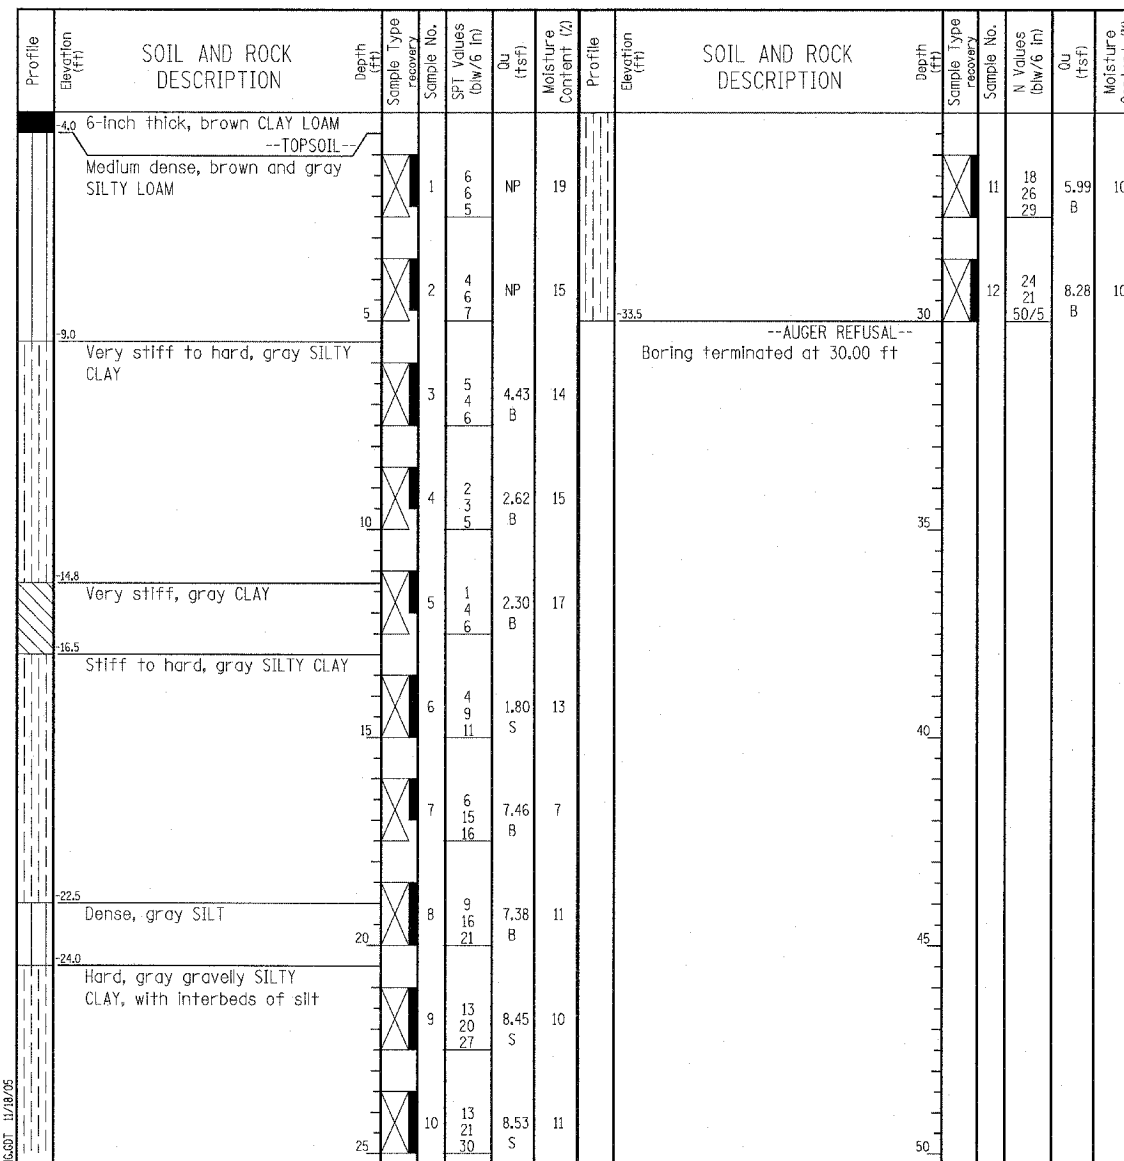 Profile
Elevation
(ft)
SOIL AND ROCK
DESCRIPTION
Depth
(ft)
Sample Type
recovery
Sample No.
SPT Values
(blw/6 in)
Qu
(tsf)
Moisture
Content (%)
-4.0 6-inch thick, brown CLAY LOAM
--TOPSOIL--
Medium dense, brown and gray
SILTY LOAM
1
6
6
5
NP
19
2
4
6
7
NP
15
5
-9.0
Very stiff to hard, gray SILTY
CLAY
3
5
4
6
4.43
B
14
4
2
3
5
2.62
B
15
10
-14.8
Very stiff, gray CLAY
5
1
4
6
2.30
B
17
-16.5
Stiff to hard, gray SILTY CLAY
6
4
9
11
1.80
S
13
15
7
6
15
16
7.46
B
7
-22.5
Dense, gray SILT
8
9
16
21
7.38
B
11
20
-24.0
Hard, gray gravelly SILTY
CLAY, with interbeds of silt
9
13
20
27
8.45
S
10
10
13
21
30
8.53
S
11
25
Profile
Elevation
(ft)
SOIL AND ROCK
DESCRIPTION
Depth
(ft)
Sample Type
recovery
Sample No.
N Values
(blw/6 in)
Qu
(tsf)
Moisture
11
18
26
29
5.99
B
10
12
24
21
50/5
8.28
B
10
-33.5
30
--AUGER REFUSAL--
Boring terminated at 30.00 ft
35
40
45
50
IG.GDT 11/18/05